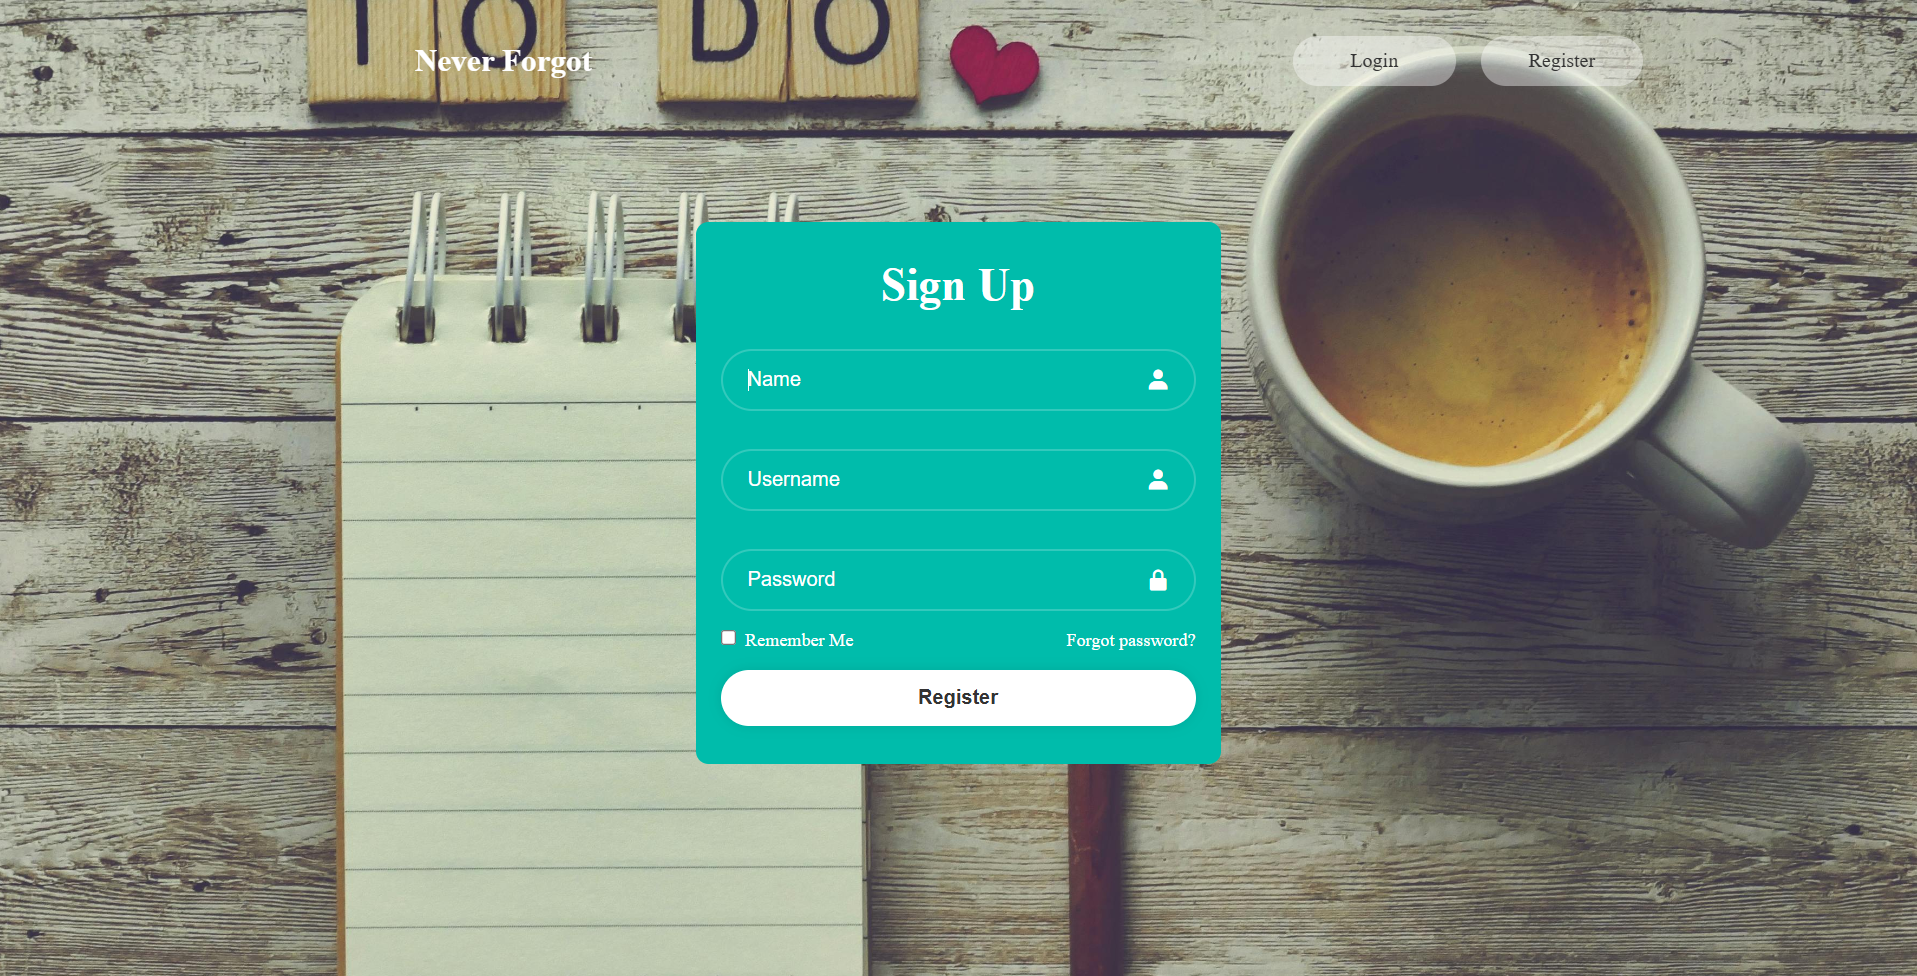 TO DO
Never Forgot
Login
Register
Sign Up
Name
Username
Password
Remember Me
Forgot password?
Register